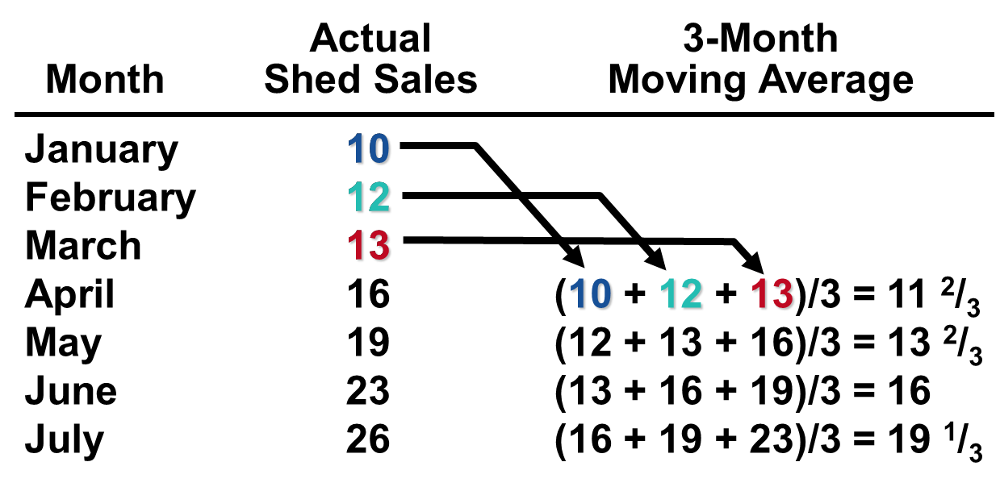 Month Actual Shed Sales 3-Month Moving Average
January 10
February 12
March 13
April 16 (10 + 12 + 13)/3 = 11 2/3
May 19 (12 + 13 + 16)/3 = 13 2/3
June 23 (13 + 16 + 19)/3 = 16
July 26 (16 + 19 + 23)/3 = 19 1/3